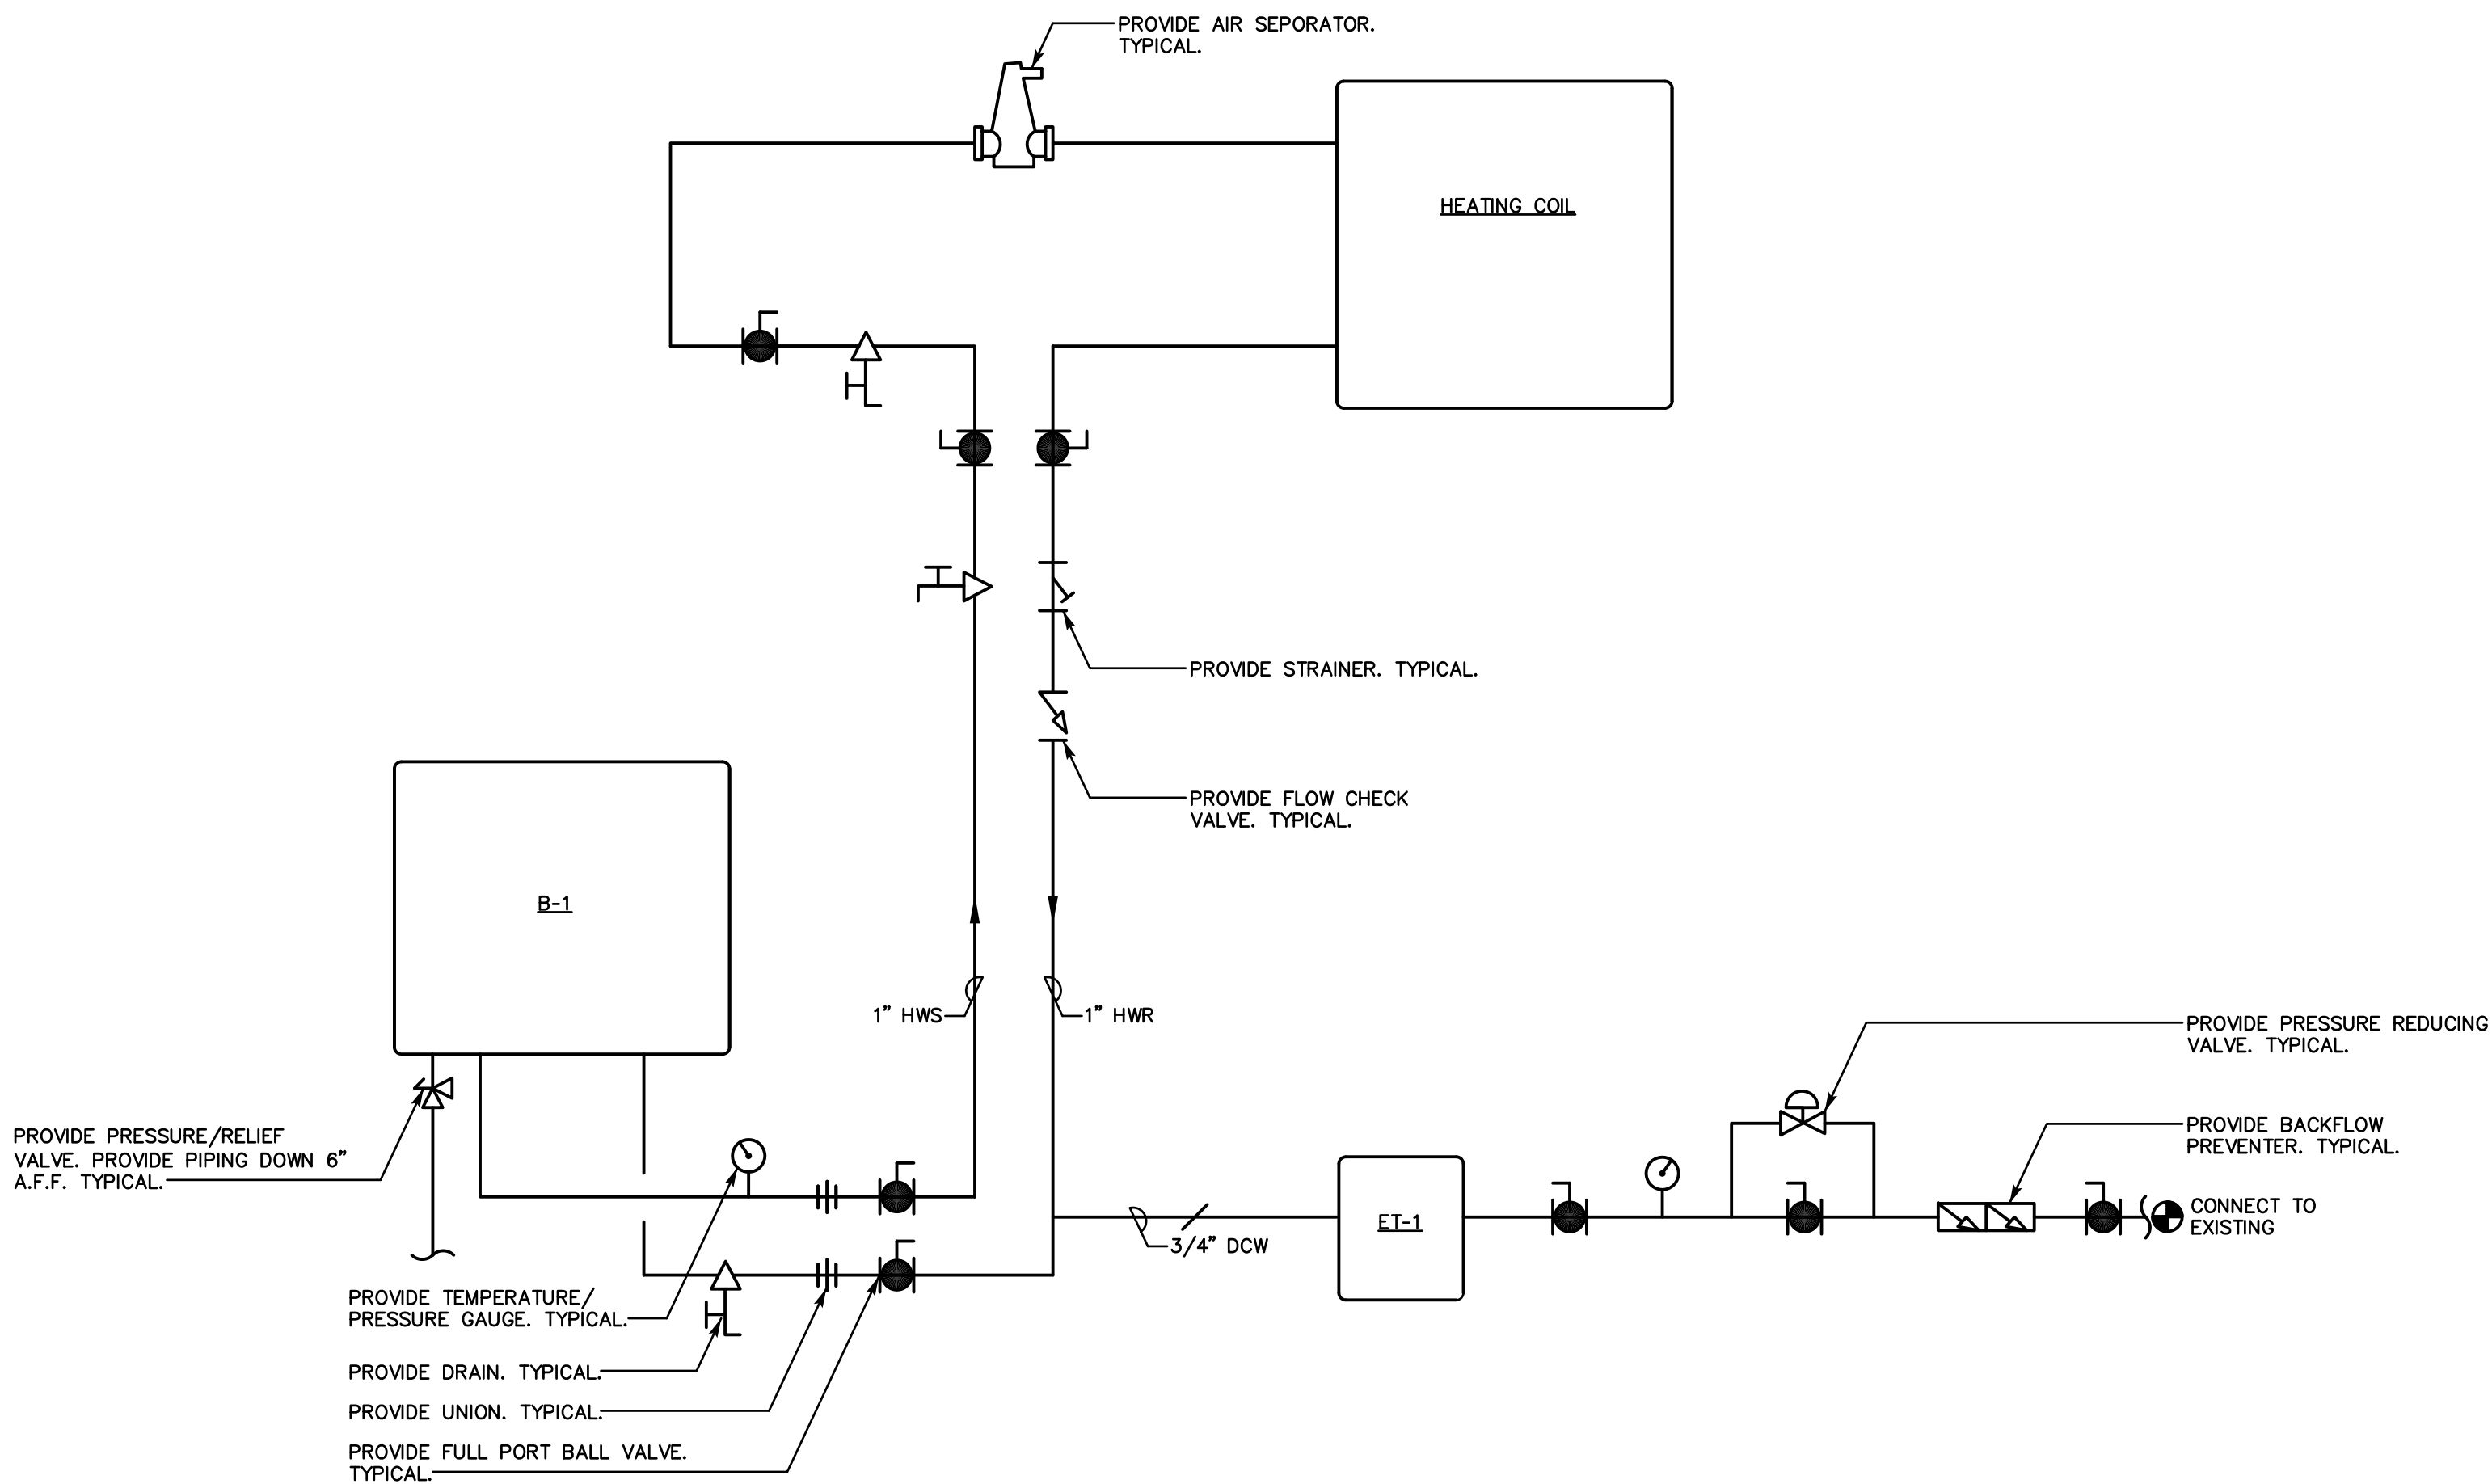 PROVIDE AIR SEPORATOR.
TYPICAL.
HEATING COIL
PROVIDE STRAINER. TYPICAL.
PROVIDE FLOW CHECK
VALVE. TYPICAL.
B-1
1" HWS
1" HWR
PROVIDE PRESSURE REDUCING
VALVE. TYPICAL.
PROVIDE BACKFLOW
PREVENTER. TYPICAL.
PROVIDE PRESSURE/RELIEF
VALVE. PROVIDE PIPING DOWN 6"
A.F.F. TYPICAL.
CONNECT TO
EXISTING
ET-1
3/4" DCW
PROVIDE TEMPERATURE/
PRESSURE GAUGE. TYPICAL.
PROVIDE DRAIN. TYPICAL.
PROVIDE UNION. TYPICAL.
PROVIDE FULL PORT BALL VALVE.
TYPICAL.